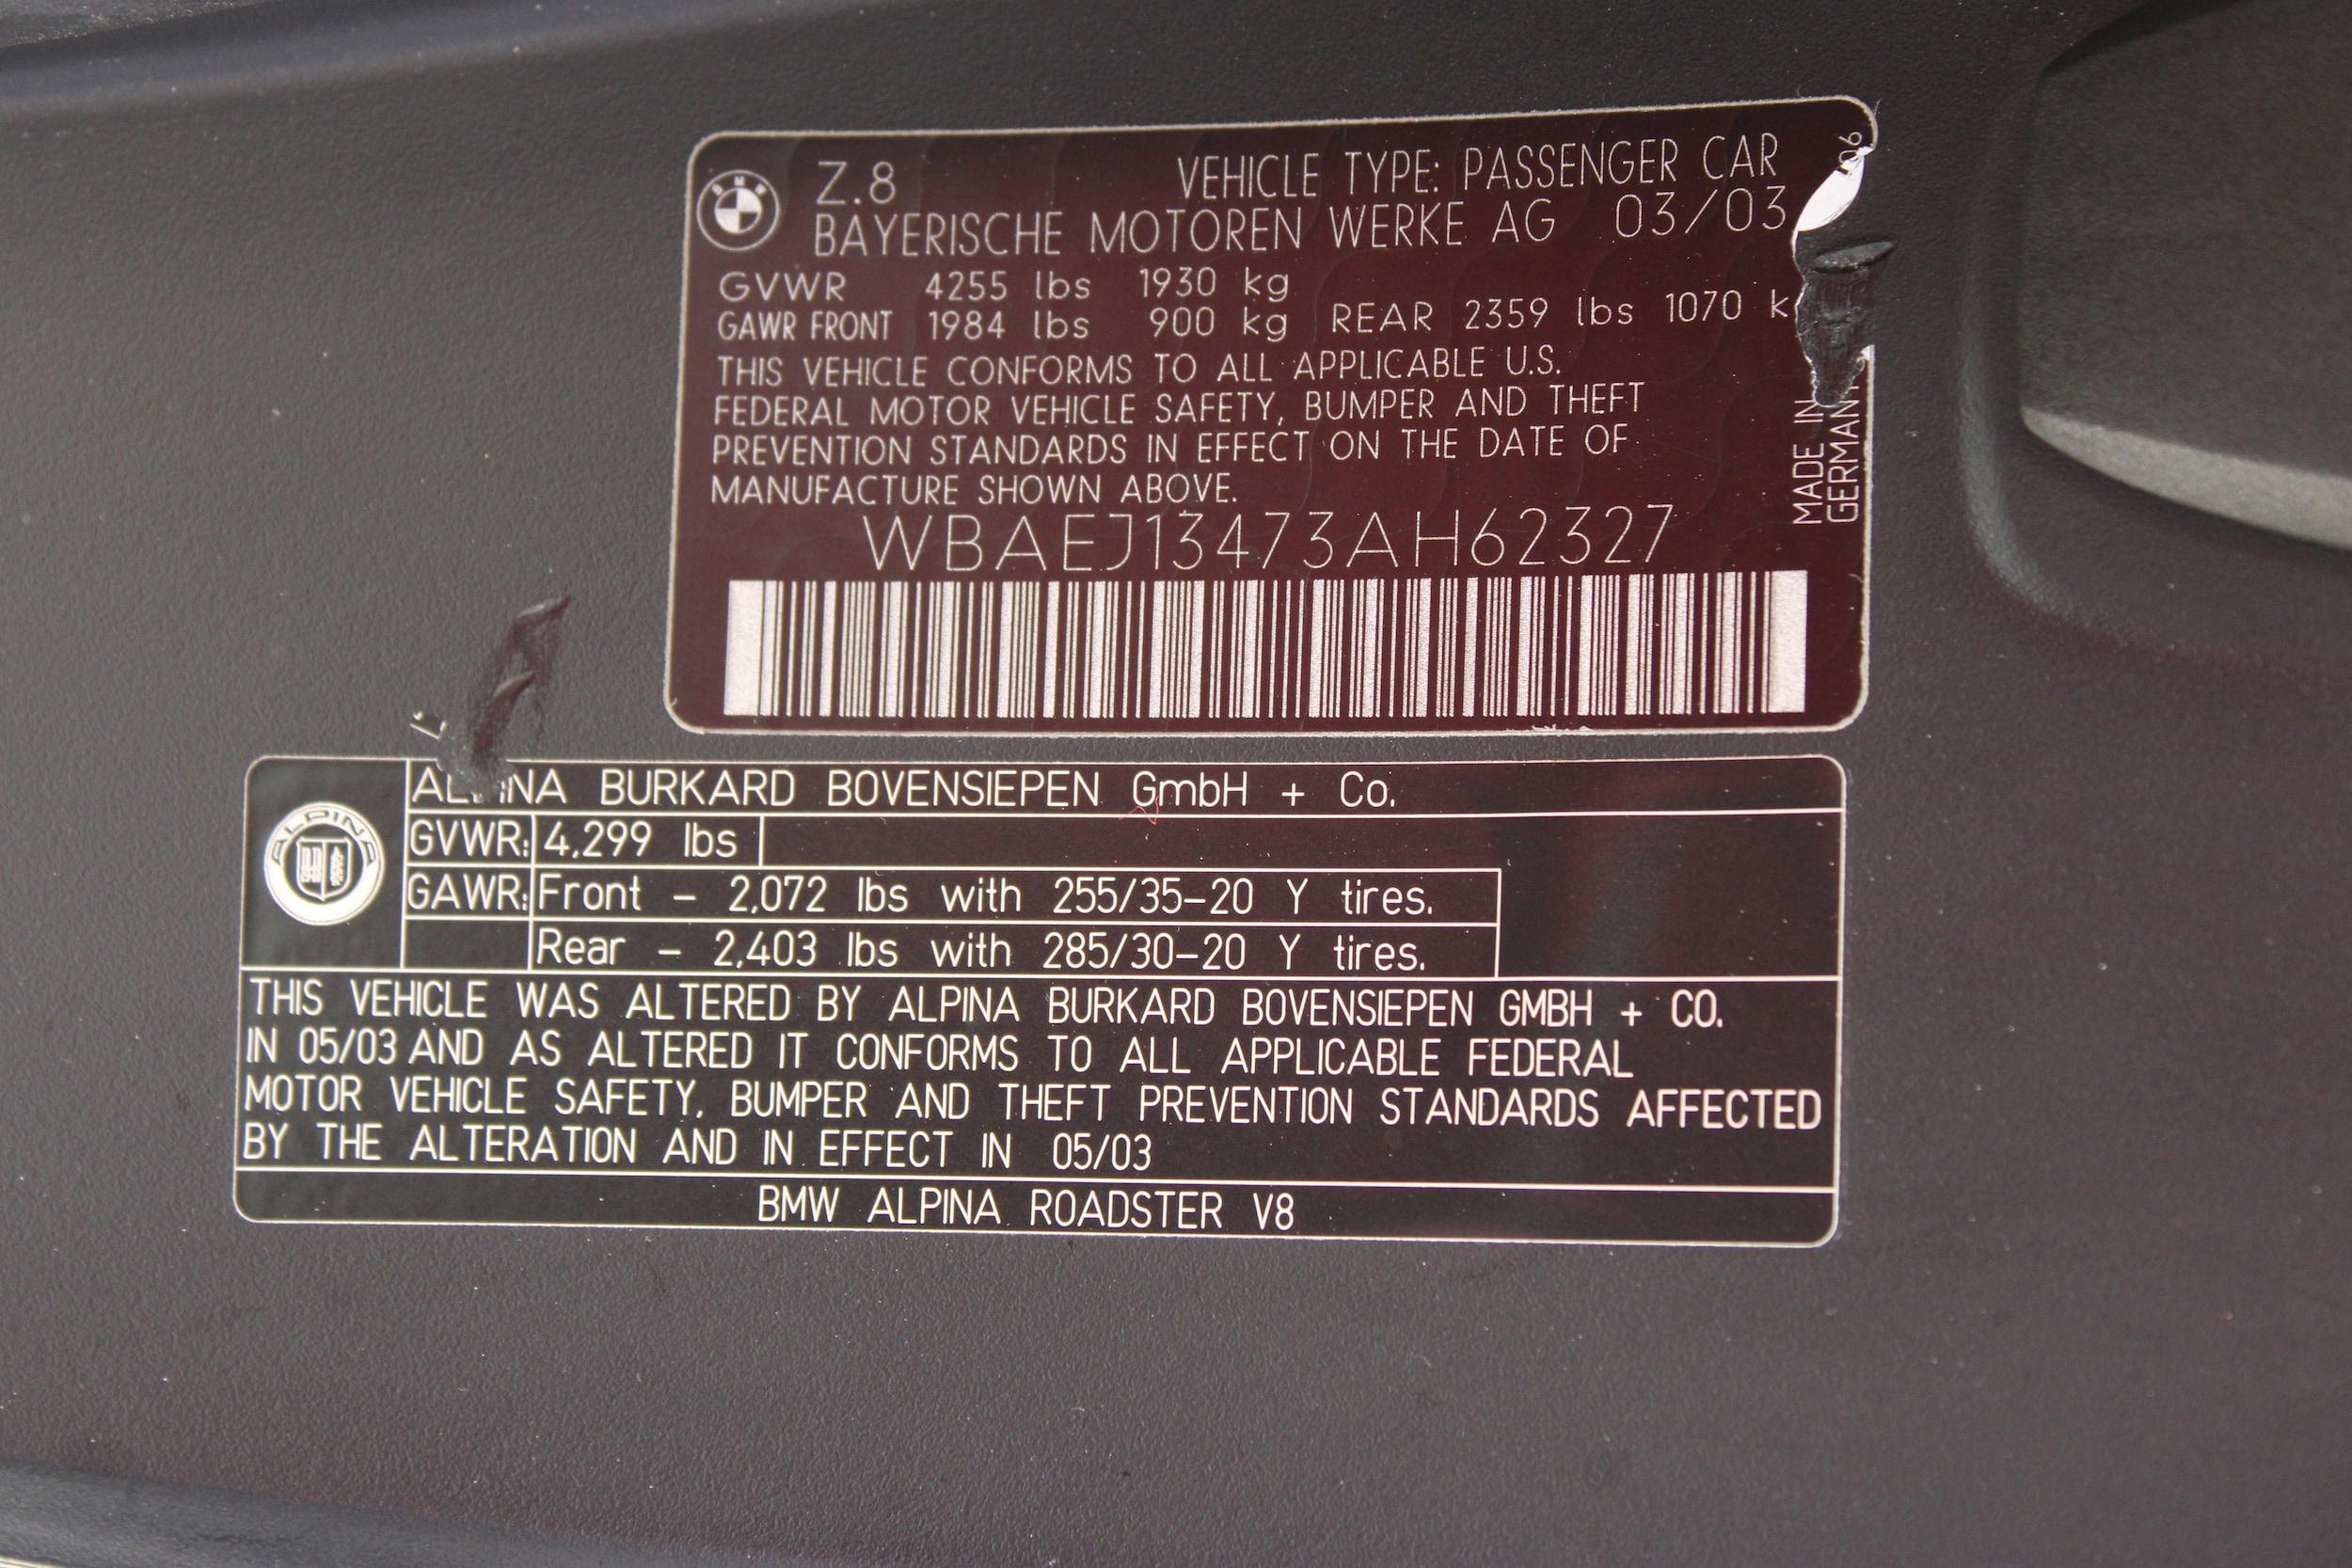 BMW
Z.8 VEHICLE TYPE: PASSENGER CAR
BAYERISCHE MOTOREN WERKE AG 03/03
GVWR 4255 lbs 1930 kg
GAWR FRONT 1984 lbs 900 kg REAR 2359 lbs 1070 k
THIS VEHICLE CONFORMS TO ALL APPLICABLE U.S.
FEDERAL MOTOR VEHICLE SAFETY, BUMPER AND THEFT
PREVENTION STANDARDS IN EFFECT ON THE DATE OF
MANUFACTURE SHOWN ABOVE.
WBAEJ13473AH62327
MADE IN
GERMANY
ALPINA
ALPINA BURKARD BOVENSIEPEN GmbH + Co.
GVWR: 4,299 lbs
GAWR: Front - 2,072 lbs with 255/35-20 Y tires.
Rear - 2,403 lbs with 285/30-20 Y tires.
THIS VEHICLE WAS ALTERED BY ALPINA BURKARD BOVENSIEPEN GMBH + CO.
IN 05/03 AND AS ALTERED IT CONFORMS TO ALL APPLICABLE FEDERAL
MOTOR VEHICLE SAFETY, BUMPER AND THEFT PREVENTION STANDARDS AFFECTED
BY THE ALTERATION AND IN EFFECT IN 05/03
BMW ALPINA ROADSTER V8